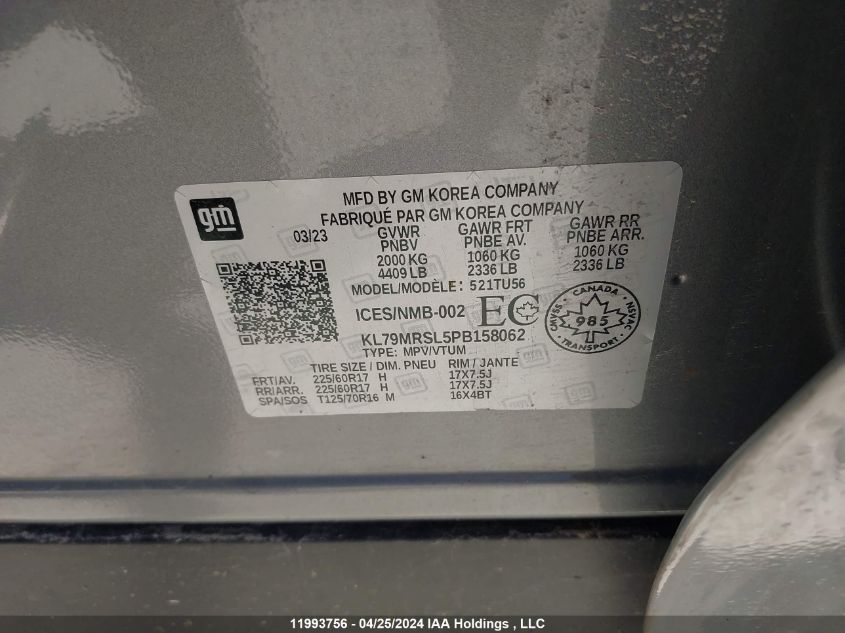 gm
MFD BY GM KOREA COMPANY
FABRIQUÉ PAR GM KOREA COMPANY
03/23 GVWR GAWR FRT GAWR RR
PNBV PNBE AV. PNBE ARR.
2000 KG 1060 KG 1060 KG
4409 LB 2336 LB 2336 LB
MODEL/MODÈLE: 521TU56
ICES/NMB-002 EC
CANADA
CMVSS 985 NSVAC
TRANSPORT
KL79MRSL5PB158062
TYPE: MPV/VTUM
TIRE SIZE / DIM. PNEU RIM / JANTE
FRT/AV. 225/60R17 H 17X7.5J
RR/ARR. 225/60R17 H 17X7.5J
SPA/SOS T125/70R16 M 16X4BT
11993756 - 04/25/2024 IAA Holdings , LLC